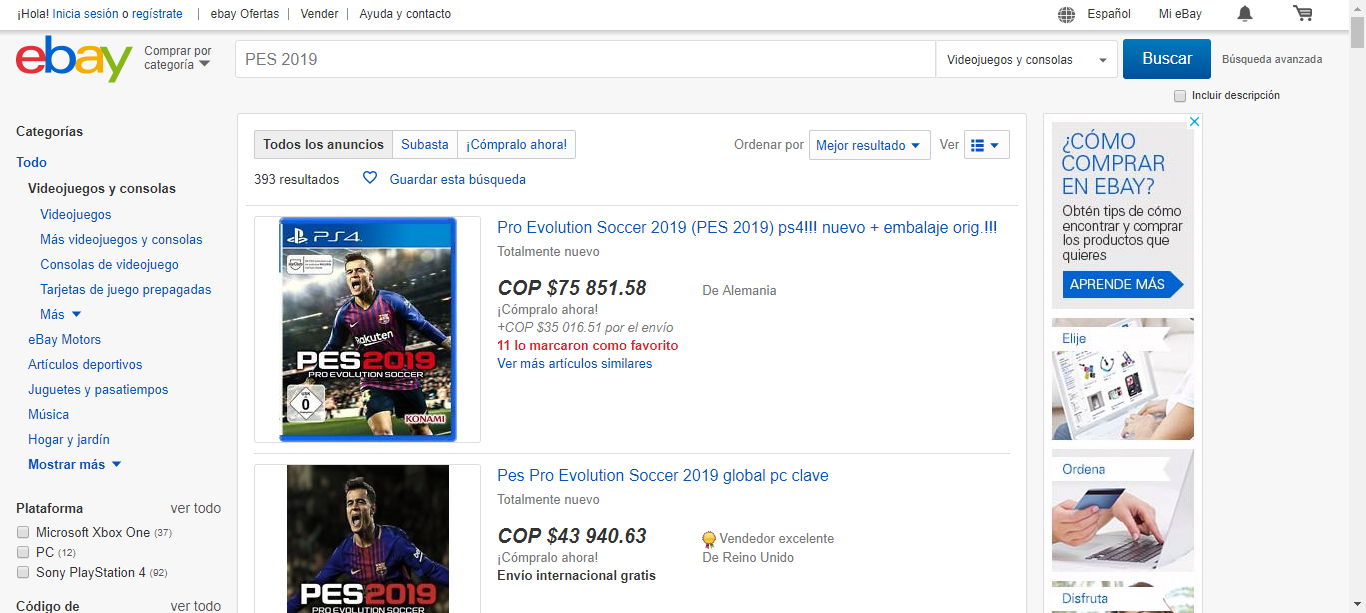 ¡Hola! Inicia sesión o regístrate | ebay Ofertas | Vender | Ayuda y contacto
Español Mi eBay
ebay
Comprar por
categoría
PES 2019
Videojuegos y consolas
Buscar
Búsqueda avanzada
Incluir descripción
Categorías
Todo
Videojuegos y consolas
Videojuegos
Más videojuegos y consolas
Consolas de videojuego
Tarjetas de juego prepagadas
Más
eBay Motors
Artículos deportivos
Juguetes y pasatiempos
Música
Hogar y jardín
Mostrar más
Plataforma ver todo
Microsoft Xbox One (37)
PC (12)
Sony PlayStation 4 (92)
Código de ver todo
Todos los anuncios Subasta ¡Cómpralo ahora!
Ordenar por Mejor resultado Ver
393 resultados Guardar esta búsqueda
PS4
Rakuten
PES2019
PRO EVOLUTION SOCCER
USK
0
KONAMI
Pro Evolution Soccer 2019 (PES 2019) ps4!!! nuevo + embalaje orig.!!!
Totalmente nuevo
COP $75 851.58
De Alemania
¡Cómpralo ahora!
+COP $35 016.51 por el envío
11 lo marcaron como favorito
Ver más artículos similares
PES2019
PRO EVOLUTION SOCCER
Pes Pro Evolution Soccer 2019 global pc clave
Totalmente nuevo
COP $43 940.63
Vendedor excelente
¡Cómpralo ahora!
De Reino Unido
Envío internacional gratis
¿CÓMO
COMPRAR
EN EBAY?
Obtén tips de cómo
encontrar y comprar
los productos que
quieres
APRENDE MÁS
Elije
Ordena
Disfruta